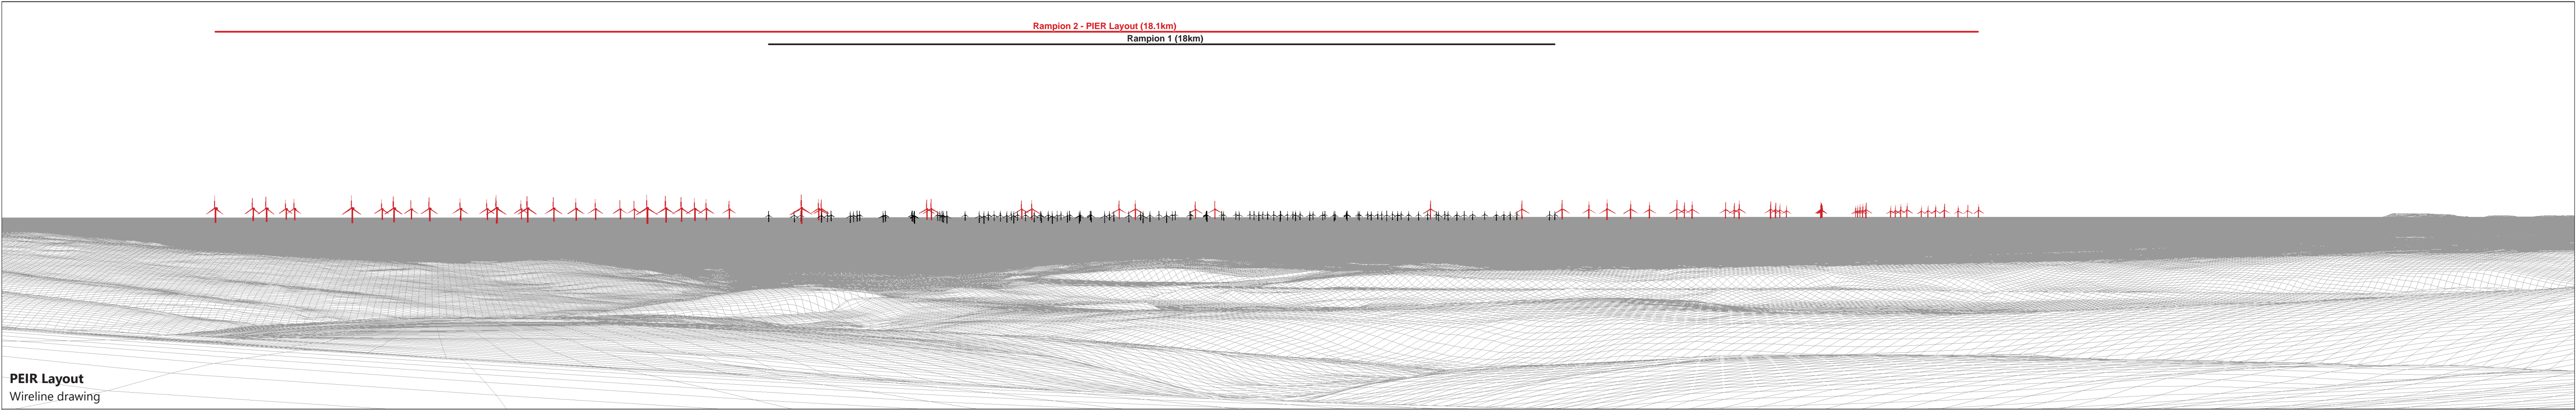 Rampion 2 - PIER Layout (18.1km)
Rampion 1 (18km)
PEIR Layout
Wireline drawing